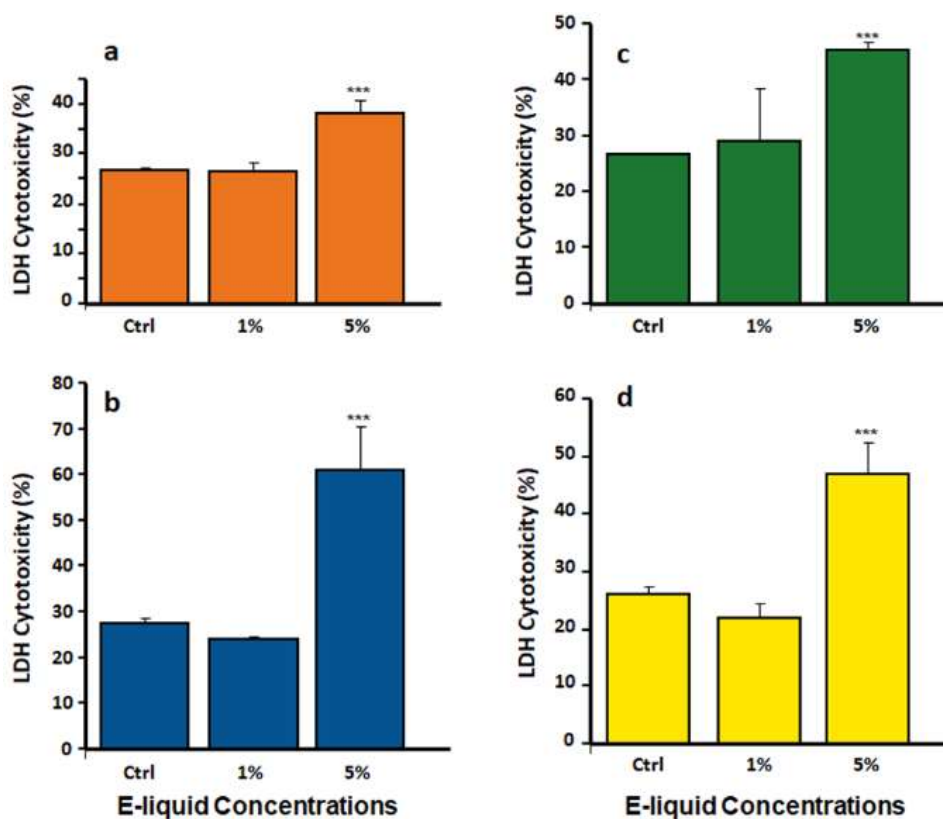 a
LDH Cytotoxicity (%)
40
30
20
10
0
***
Ctrl 1% 5%
c
LDH Cytotoxicity (%)
50
40
30
20
10
0
***
Ctrl 1% 5%
b
LDH Cytotoxicity (%)
80
70
60
50
40
30
20
10
0
***
Ctrl 1% 5%
E-liquid Concentrations
d
LDH Cytotoxicity (%)
60
50
40
30
20
10
0
***
Ctrl 1% 5%
E-liquid Concentrations